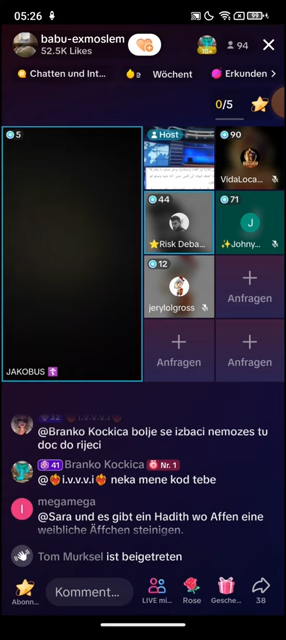 05:26
babu-exmoslem
52.5K Likes
94
Chatten und Int...
Wöchent
Erkunden >
0/5
5
Host
90
VidaLoca...
44
Risk Deba...
71
Johny...
Anfragen
12
jerylolgross
Anfragen
JAKOBUS
Anfragen
Anfragen
@Branko Kockica bolje se izbaci nemozes tu
doc do rijeci
41 Branko Kockica Nr. 1
@i.v.v.v.i neka mene kod tebe
megamega
@Sara und es gibt ein Hadith wo Affen eine
weibliche Äffchen steinigen.
Tom Murksel ist beigetreten
Abonn...
Komment...
LIVE mi...
Rose
Gesche...
38